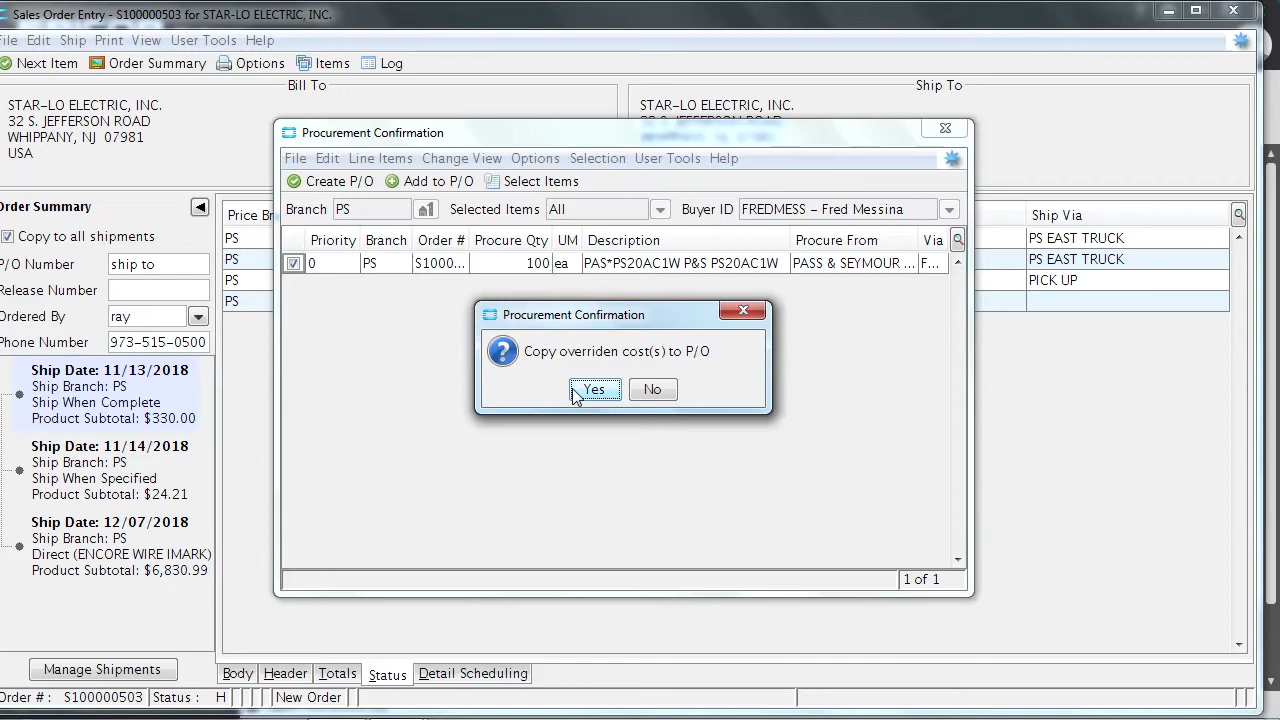 Sales Order Entry - S100000503 for STAR-LO ELECTRIC, INC.
File Edit Ship Print View User Tools Help
Next Item Order Summary Options Items Log
Bill To
Ship To
STAR-LO ELECTRIC, INC.
32 S. JEFFERSON ROAD
WHIPPANY, NJ 07981
USA
STAR-LO ELECTRIC, INC.
32 S. JEFFERSON ROAD
Order Summary
Copy to all shipments
P/O Number ship to
Release Number
Ordered By ray
Phone Number 973-515-0500
Ship Date: 11/13/2018
Ship Branch: PS
Ship When Complete
Product Subtotal: $330.00
Ship Date: 11/14/2018
Ship Branch: PS
Ship When Specified
Product Subtotal: $24.21
Ship Date: 12/07/2018
Ship Branch: PS
Direct (ENCORE WIRE IMARK)
Product Subtotal: $6,830.99
Manage Shipments
Price Br
PS
PS
PS
PS
Ship Via
PS EAST TRUCK
PS EAST TRUCK
PICK UP
Procurement Confirmation
File Edit Line Items Change View Options Selection User Tools Help
Create P/O Add to P/O Select Items
Branch PS Selected Items All Buyer ID FREDMESS - Fred Messina
Priority Branch Order # Procure Qty UM Description Procure From Via
0 PS S1000... 100 ea PAS*PS20AC1W P&S PS20AC1W PASS & SEYMOUR ... F...
Procurement Confirmation
Copy overriden cost(s) to P/O
Yes No
1 of 1
Body Header Totals Status Detail Scheduling
Order # : S100000503 Status : H New Order